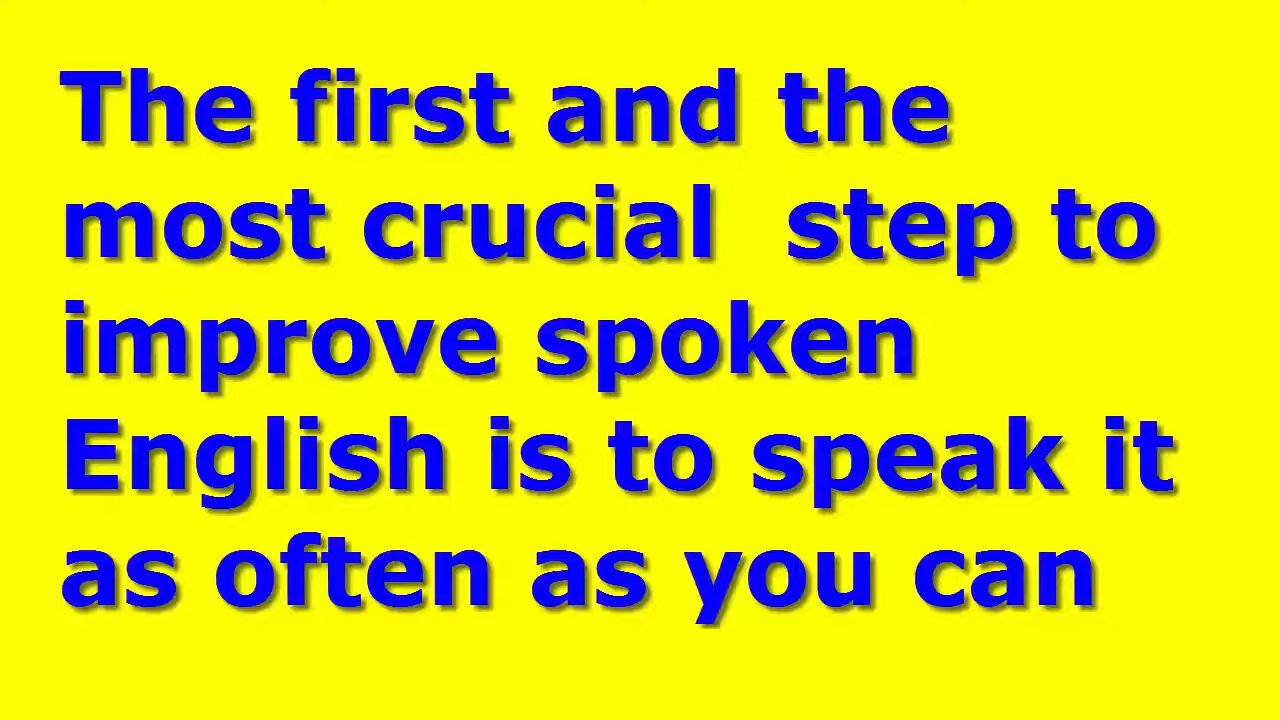 The first and the
most crucial  step to
improve spoken
English is to speak it
as often as you can